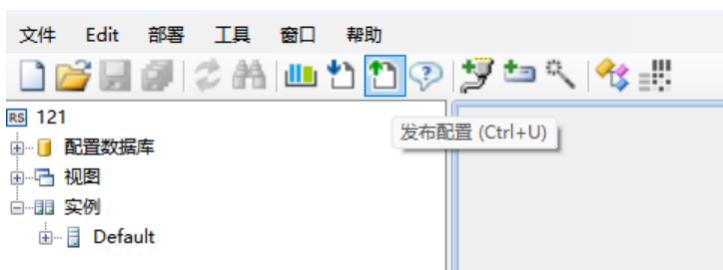 文件 Edit 部署 工具 窗口 帮助
RS 121
发布配置 (Ctrl+U)
配置数据库
视图
实例
Default